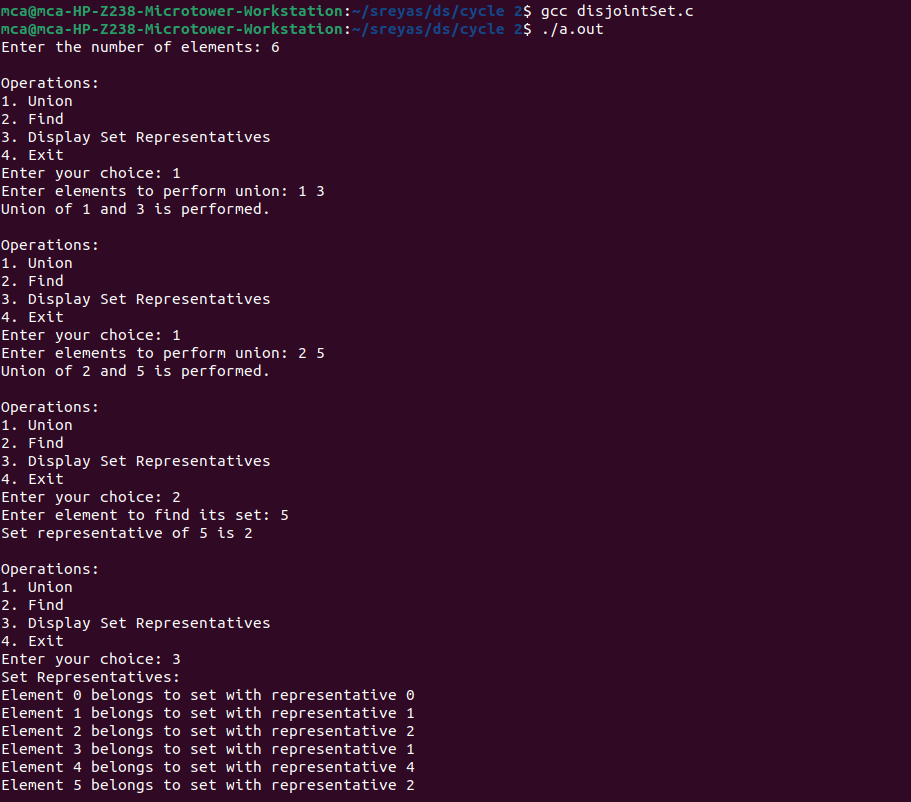 mca@mca-HP-Z238-Microtower-Workstation:~/sreyas/ds/cycle 2$ gcc disjointSet.c
mca@mca-HP-Z238-Microtower-Workstation:~/sreyas/ds/cycle 2$ ./a.out
Enter the number of elements: 6

Operations:
1. Union
2. Find
3. Display Set Representatives
4. Exit
Enter your choice: 1
Enter elements to perform union: 1 3
Union of 1 and 3 is performed.

Operations:
1. Union
2. Find
3. Display Set Representatives
4. Exit
Enter your choice: 1
Enter elements to perform union: 2 5
Union of 2 and 5 is performed.

Operations:
1. Union
2. Find
3. Display Set Representatives
4. Exit
Enter your choice: 2
Enter element to find its set: 5
Set representative of 5 is 2

Operations:
1. Union
2. Find
3. Display Set Representatives
4. Exit
Enter your choice: 3
Set Representatives:
Element 0 belongs to set with representative 0
Element 1 belongs to set with representative 1
Element 2 belongs to set with representative 2
Element 3 belongs to set with representative 1
Element 4 belongs to set with representative 4
Element 5 belongs to set with representative 2